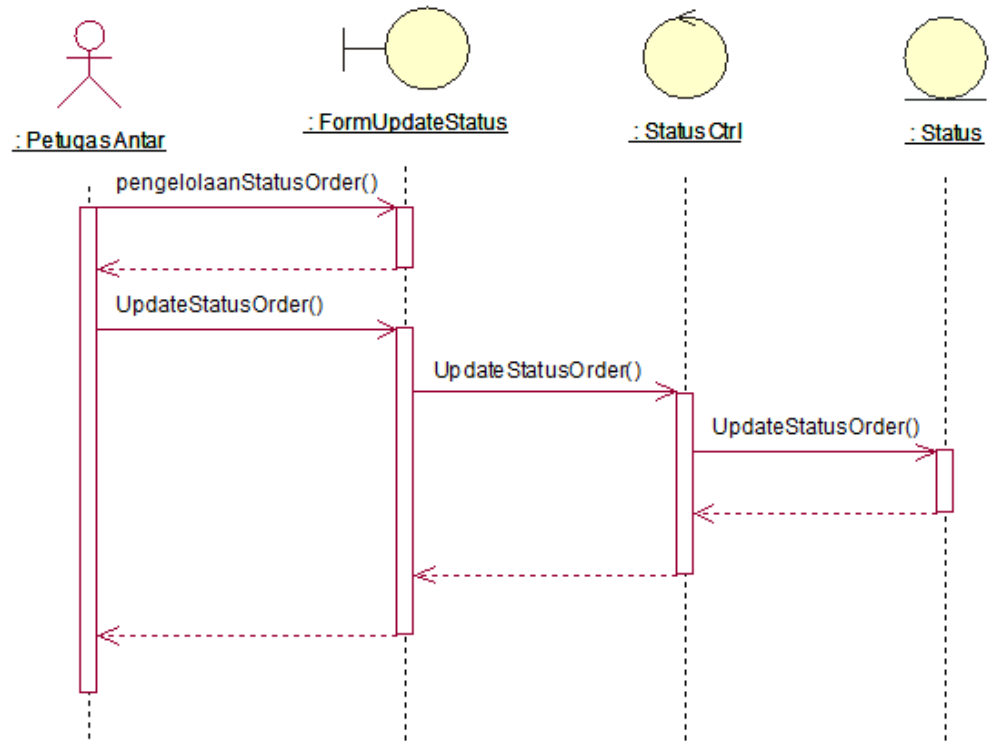 : PetugasAntar
: FormUpdateStatus
: StatusCtrl
: Status
pengelolaanStatusOrder()
UpdateStatusOrder()
UpdateStatusOrder()
UpdateStatusOrder()